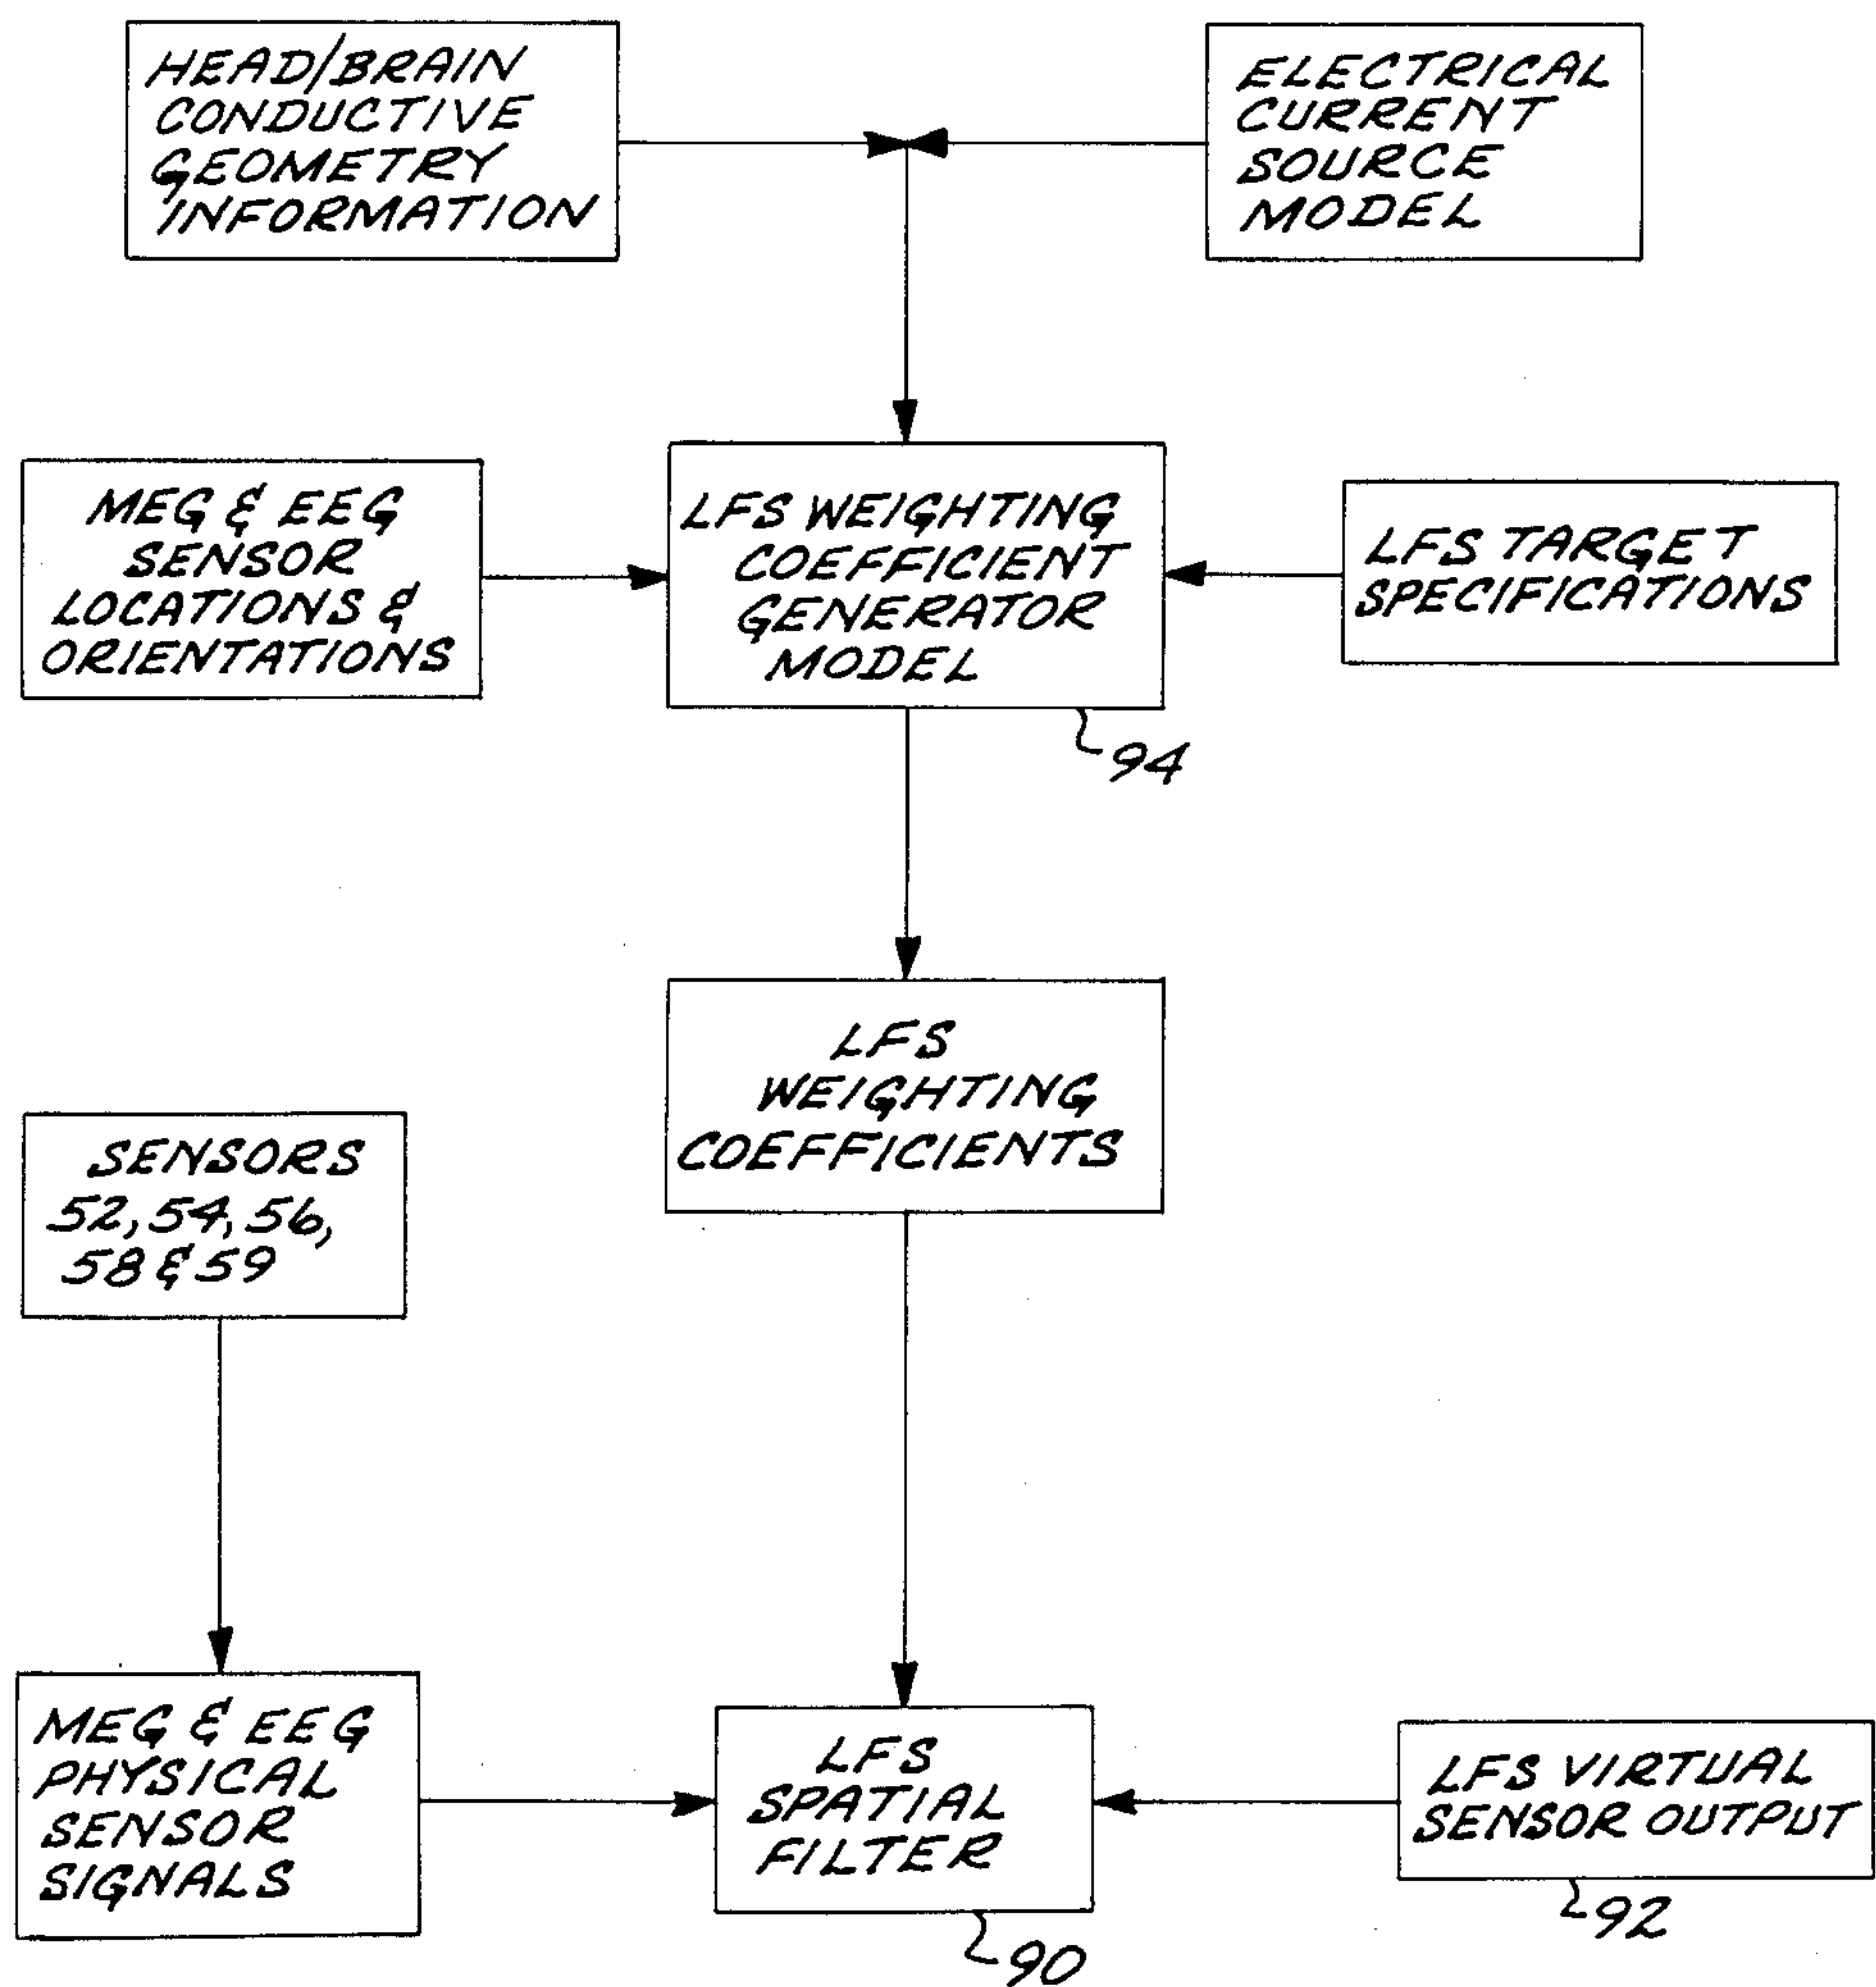 HEAD/BRAIN
CONDUCTIVE
GEOMETRY
INFORMATION
ELECTRICAL
CURRENT
SOURCE
MODEL
MEG & EEG
SENSOR
LOCATIONS &
ORIENTATIONS
LFS WEIGHTING
COEFFICIENT
GENERATOR
MODEL
94
LFS TARGET
SPECIFICATIONS
LFS
WEIGHTING
COEFFICIENTS
SENSORS
52, 54, 56,
58 & 59
MEG & EEG
PHYSICAL
SENSOR
SIGNALS
LFS
SPATIAL
FILTER
90
LFS VIRTUAL
SENSOR OUTPUT
92